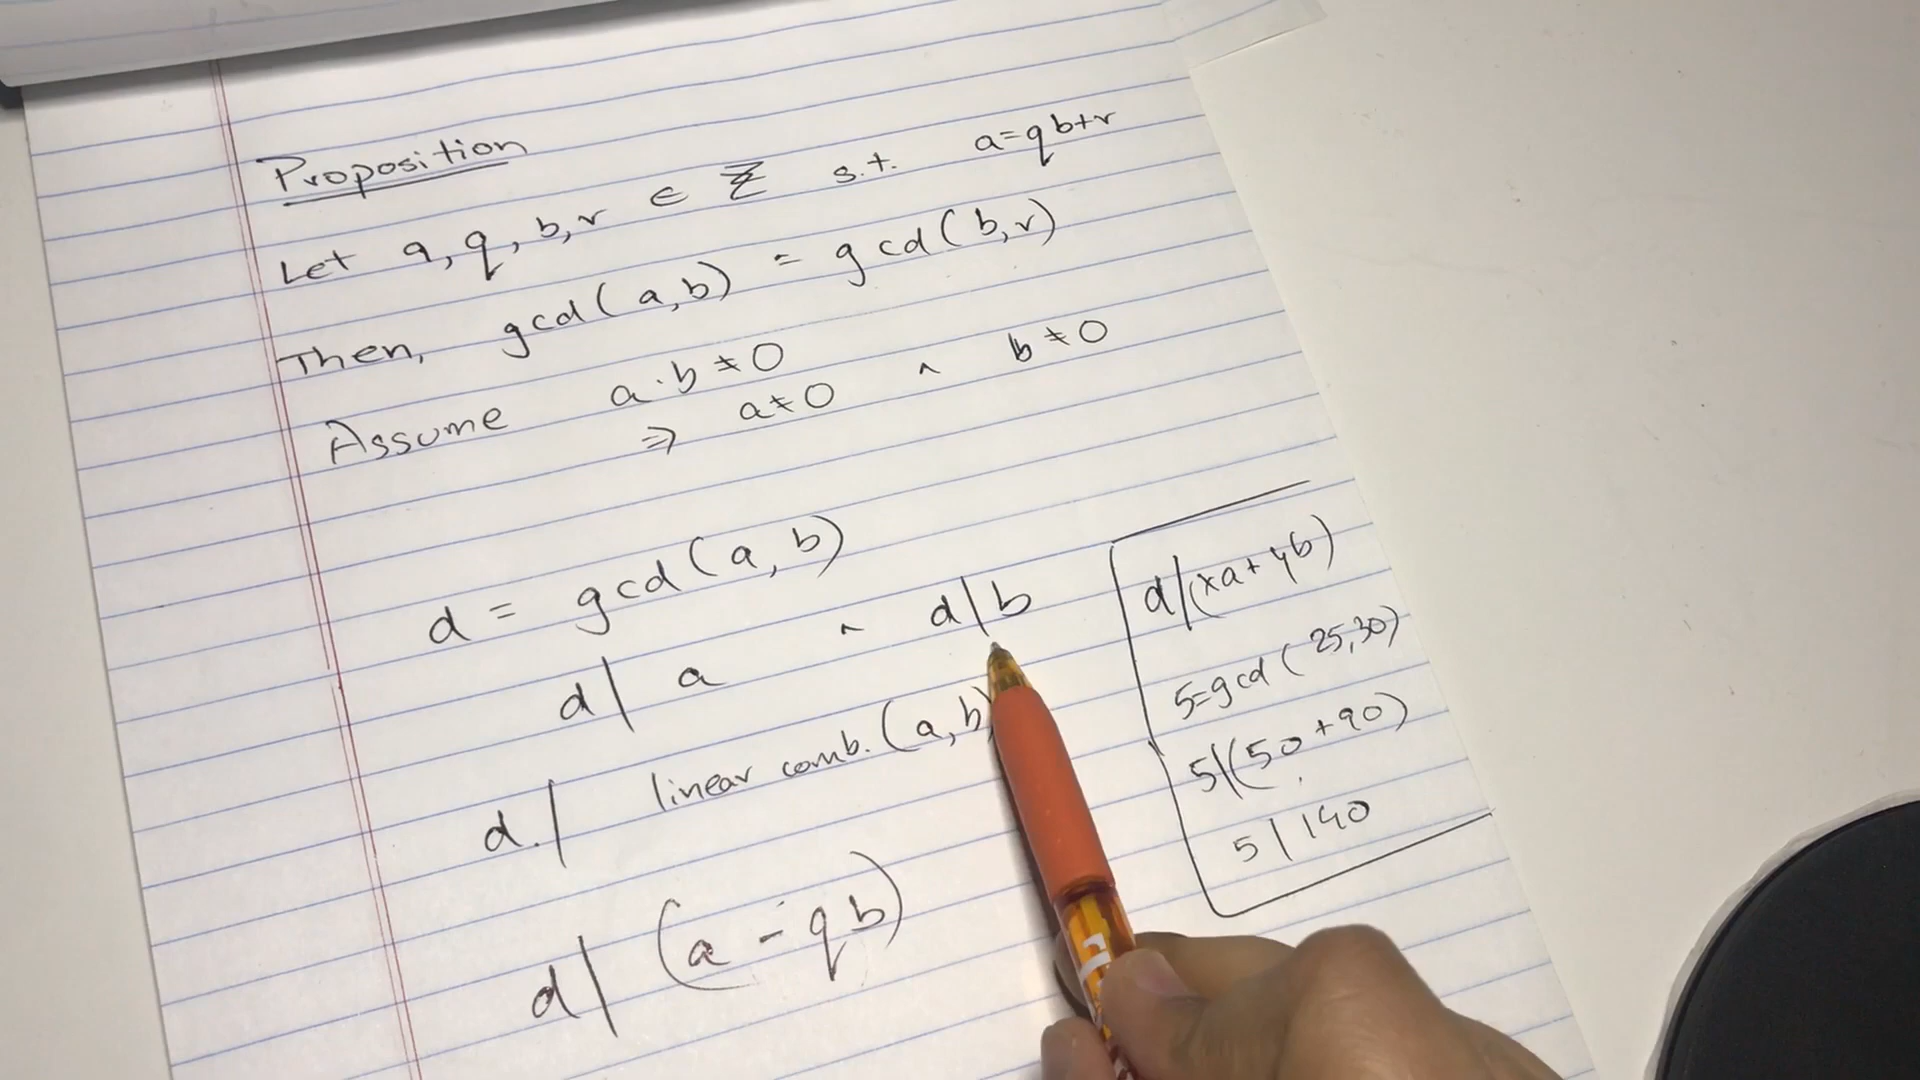 Proposition
Let a, q, b, r ∈ ℤ s.t. a=qb+r
Then, gcd(a,b) = gcd(b,r)
Assume a·b≠0
⇒ a≠0 ^ b≠0
d = gcd(a,b)
d| a ^ d|b
d.| linear comb. (a,b
d| (a - qb)
d|(xa+yb)
5=gcd(25,30)
5|(50+90)
5|140